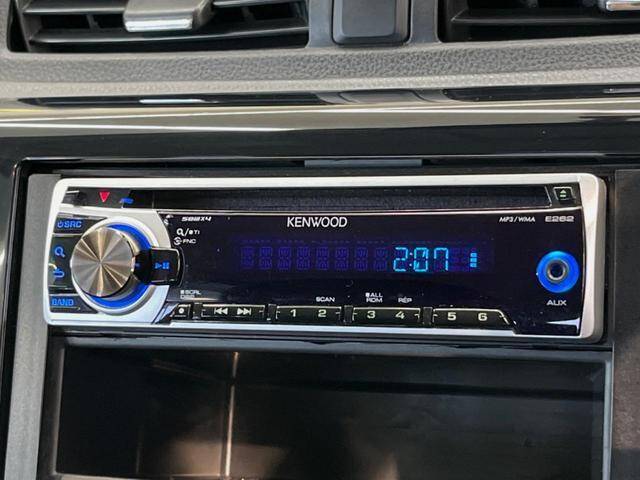 SRC
50Wx4
KENWOOD
MP3/WMA
E262
FNC
2:07
AUX
BAND
SCRL
SCAN
ALL
RDM
REP
1 2
3 4
5 6